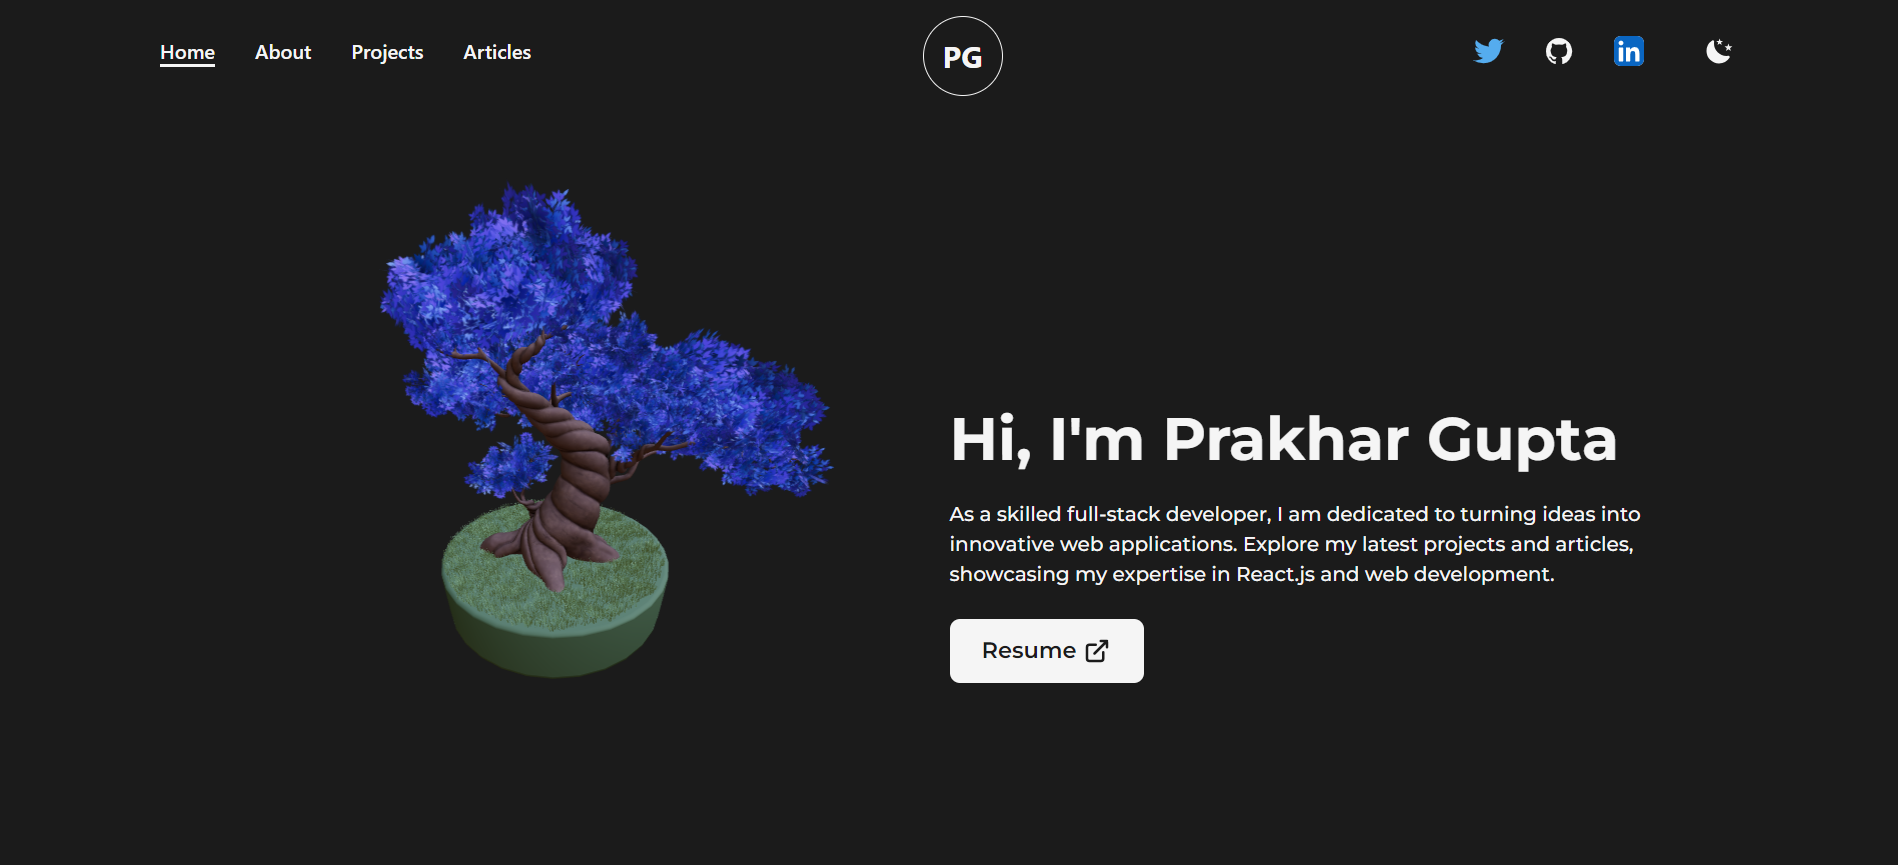 Home About Projects Articles
PG
in
Hi, I'm Prakhar Gupta
As a skilled full-stack developer, I am dedicated to turning ideas into
innovative web applications. Explore my latest projects and articles,
showcasing my expertise in React.js and web development.
Resume